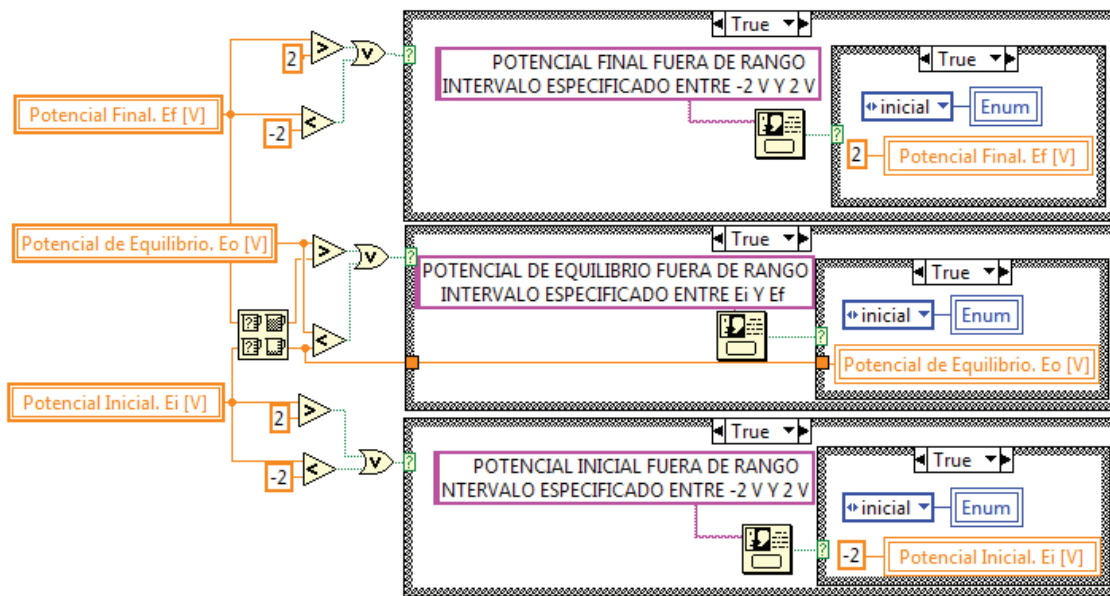 True
2
POTENCIAL FINAL FUERA DE RANGO
INTERVALO ESPECIFICADO ENTRE -2 V Y 2 V
True
inicial
Enum
Potencial Final. Ef [V]
-2
2
Potencial Final. Ef [V]
True
Potencial de Equilibrio. Eo [V]
POTENCIAL DE EQUILIBRIO FUERA DE RANGO
INTERVALO ESPECIFICADO ENTRE Ei Y Ef
True
inicial
Enum
Potencial de Equilibrio. Eo [V]
Potencial Inicial. Ei [V]
2
-2
True
POTENCIAL INICIAL FUERA DE RANGO
NTERVALO ESPECIFICADO ENTRE -2 V Y 2 V
True
inicial
Enum
-2
Potencial Inicial. Ei [V]